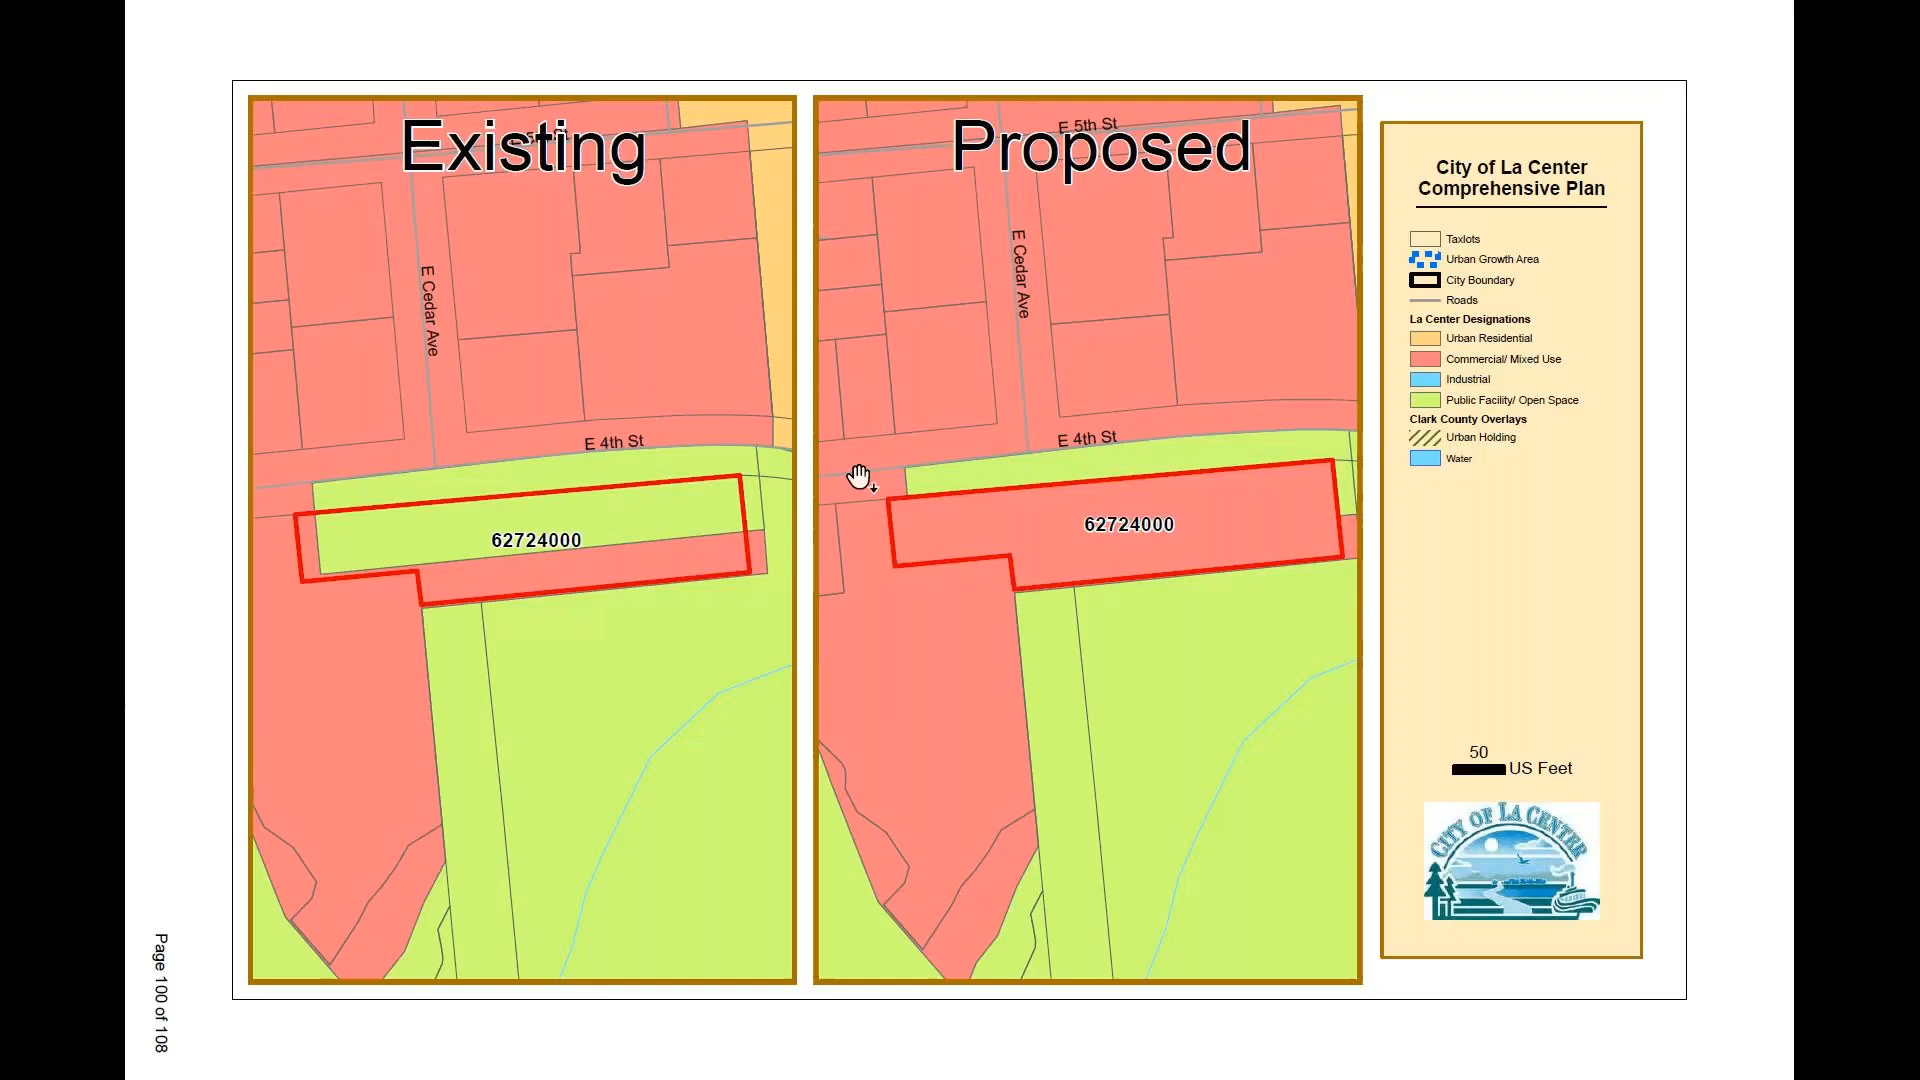 Existing
E 5th St
E Cedar Ave
E 4th St
62724000
Proposed
E 5th St
E Cedar Ave
E 4th St
62724000
City of La Center
Comprehensive Plan
Taxlots
Urban Growth Area
City Boundary
Roads
La Center Designations
Urban Residential
Commercial/ Mixed Use
Industrial
Public Facility/ Open Space
Clark County Overlays
Urban Holding
Water
50
US Feet
CITY OF LA CENTER
Page 100 of 108